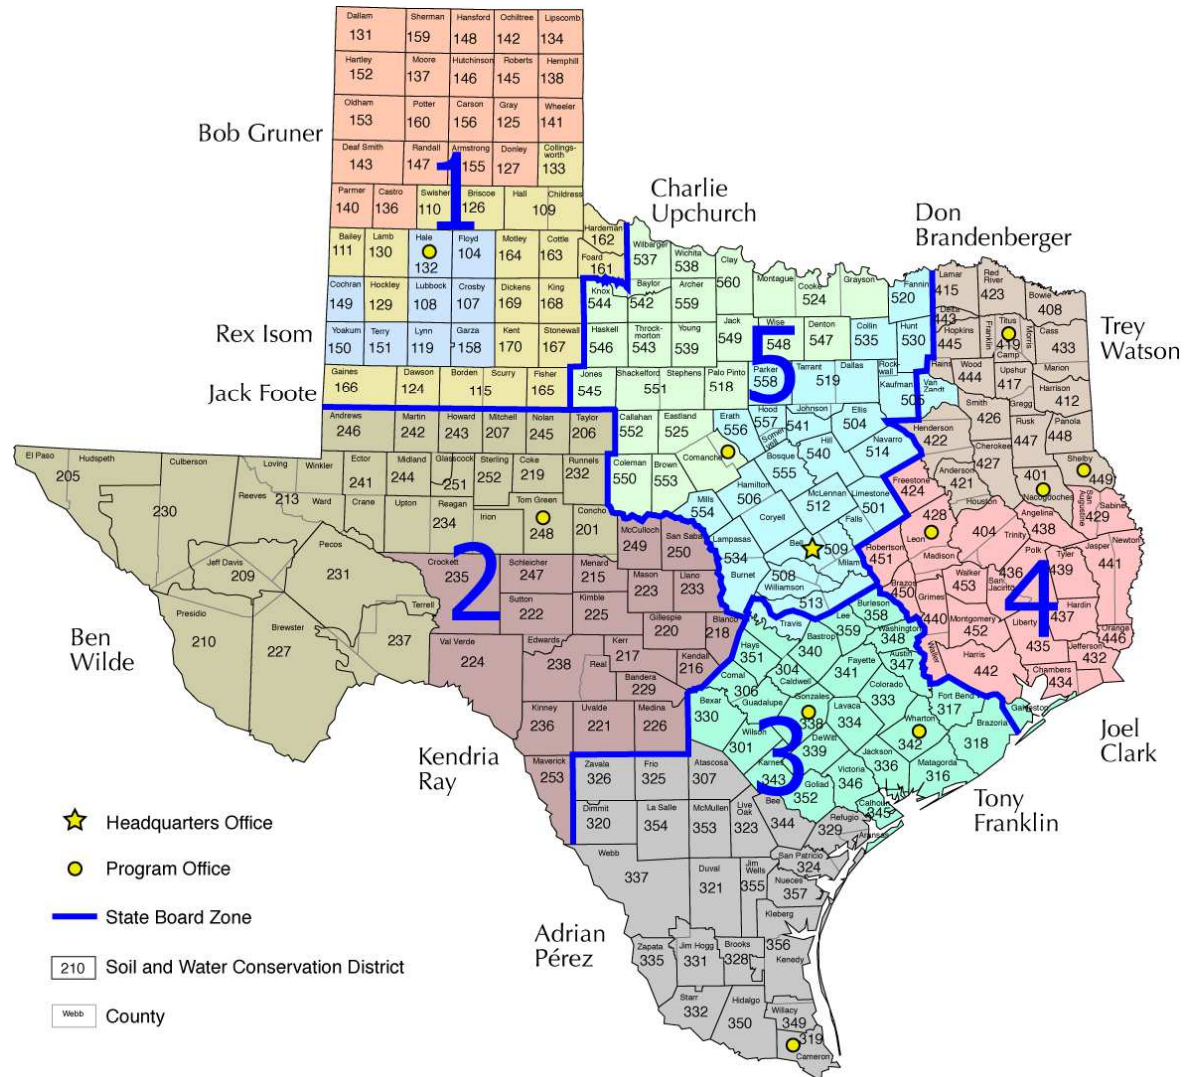 Dallam Sherman Hansford Ochiltree Lipscomb
131 159 148 142 134
Hartley Moore Hutchinson Roberts Hemphill
152 137 146 145 138
Oldham Potter Carson Gray Wheeler
153 160 156 125 141
Bob Gruner
Deaf Smith Randall Armstrong Donley Collings-
worth
143 147 155 127 133
1
Parmer Castro Swisher Briscoe Hall Childress
140 136 110 126 109
Charlie
Upchurch
Don
Brandenberger
Hardeman
162
Bailey Lamb Hale Floyd Motley Cottle
111 130 132 104 164 163
Foard
161
Wilbarger Wichita Clay
537 538 560
Montague Cooke Grayson Fannin
524 520
Lamar Red
River Bowie
415 423 408
Cochran Hockley Lubbock Crosby Dickens King
149 129 108 107 169 168
Knox Baylor Archer
544 542 559
Delta Titus Cass
443 419 433
Hopkins Franklin Morris Camp
445
Rex Isom
Trey
Watson
Yoakum Terry Lynn Garza Kent Stonewall
150 151 119 158 170 167
Haskell Throck-
morton Young Jack Wise Denton Collin Hunt
546 543 539 549 548 547 535 530
5
Rains Wood Upshur Marion
444 417
Harrison
412
Jack Foote
Gaines Dawson Borden Scurry Fisher
166 124 115 165
Jones Shackelford Stephens Palo Pinto Parker Tarrant Dallas Rock-
wall
545 551 518 558 519
Kaufman Van
Zandt
505
Smith Gregg
426
Andrews Martin Howard Mitchell Nolan Taylor
246 242 243 207 245 206
Callahan Eastland Erath Hood Johnson Ellis
552 525 556 557 541 504
Somervell
Henderson Rusk Panola
422 447 448
Navarro
514
Cherokee
427
El Paso Hudspeth Culberson Loving Winkler Ector Midland Glasscock Sterling Coke Runnels
205 230 213 241 244 251 252 219 232
Reeves Ward Crane Upton Reagan Irion Tom Green Concho
234 248 201
Coleman Brown Comanche
550 553
Bosque Hill
555 540
Hamilton McLennan Limestone
506 512 501
Freestone Anderson
424 421
401 Shelby
449
Nacogdoches
San
Augustine
Sabine
429
Mills
554
Coryell Falls
Houston
Angelina
438
428
Leon
404
Trinity
McCulloch San Saba
249 250
Lampasas Bell
534 509
Robertson Madison
451
Polk Tyler Jasper Newton
436 439 441
Pecos
231
Jeff Davis
209
Crockett Schleicher Menard
235 247 215
2
Mason Llano
223 233
Burnet Milam
508
Williamson
513
Brazos Grimes Walker San
Jacinto
450 440 453
4
Hardin
437
Presidio Brewster Terrell
210 227 237
Sutton Kimble
222 225
Gillespie Blanco
220 218
Travis Lee Burleson
359 358
Bastrop Washington
340 348
Montgomery Liberty
452 435
Orange
446
Jefferson
432
Ben
Wilde
Val Verde Edwards Real Kerr Kendall
224 238 217 216
Bandera
229
Hays
351
Comal
306
304
Caldwell
Fayette Austin
341 347
Waller Harris
442
Chambers
434
Kinney Uvalde Medina
236 221 226
Bexar Guadalupe Gonzales Lavaca Colorado
330 338 334 333
Fort Bend
317
Galveston
Wilson
301
3
DeWitt
339
Wharton
342
Brazoria
318
Joel
Clark
Kendria
Ray
Maverick Zavala Frio Atascosa
253 326 325 307
Karnes Goliad Victoria Jackson Matagorda
343 352 346 336 316
Tony
Franklin
Dimmit La Salle McMullen Live
Oak Bee
320 354 353 323 344
Refugio Calhoun
329 345
Aransas
Webb Duval Jim
Wells San Patricio
337 321 355 324
Nueces
357
Kleberg
Adrian
Pérez
Zapata Jim Hogg Brooks Kenedy
335 331 328 356
Starr Hidalgo Willacy
332 350 349
319
Cameron
Headquarters Office
Program Office
State Board Zone
210 Soil and Water Conservation District
Webb County